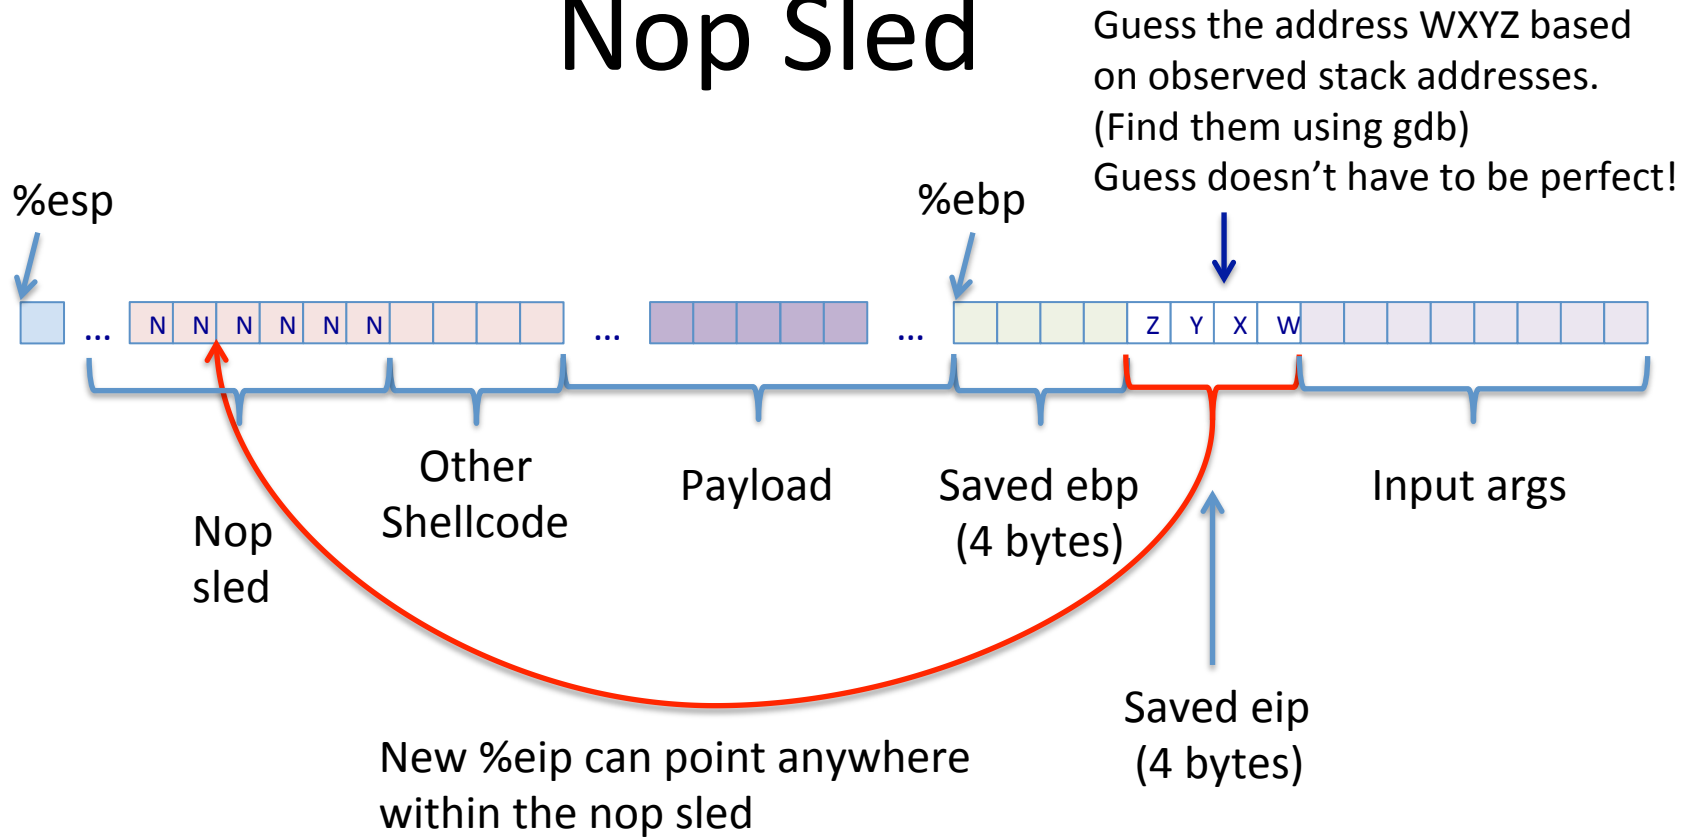 Nop Sled
Guess the address WXYZ based
on observed stack addresses.
(Find them using gdb)
Guess doesn’t have to be perfect!
%esp
%ebp
... N N N N N N ... ... Z Y X W
Other
Shellcode
Payload
Saved ebp
(4 bytes)
Input args
Nop
sled
Saved eip
(4 bytes)
New %eip can point anywhere
within the nop sled